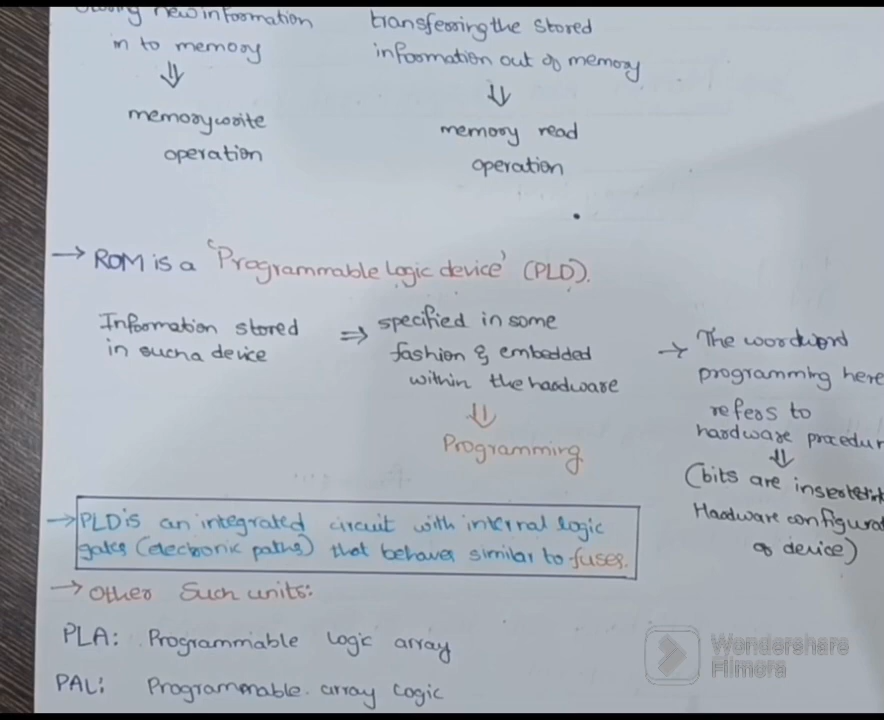 new information
in to memory
⇓
memory write
operation
transferring the stored
information out of memory
⇓
memory read
operation
→ ROM is a 'Programmable logic device' (PLD).
Information stored
in such a device
⇒ specified in some
fashion & embedded
within the hardware
⇓
Programming.
→ The word word
programming here
refers to
hardware procedur
⇓
(bits are inserted
Hardware configura
of device)
→ PLD is an integrated circuit with internal logic
gates (electronic paths) that behaves similar to fuses.
→ Other Such units:
PLA: Programmable logic array
PAL: Programmable array Logic
Wondershare
Filmora